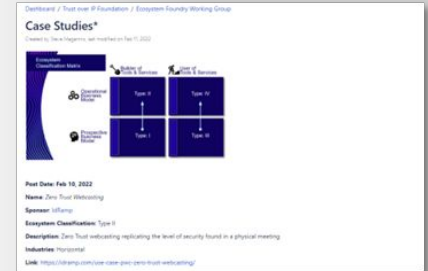 Dashboard / Trust over IP Foundation / Ecosystem Foundry Working Group
Case Studies*
Created by Steve Magennis, last modified on Feb 17, 2022
Ecosystem
Classification Matrix
Builder of
Tools & Services
User of
Tools & Services
Operational
Business
Model
Type: II
Type: IV
Prospective
Business
Model
Type: I
Type: III
Post Date: Feb 10, 2022
Name: Zero Trust Webcasting
Sponsor: IdRamp
Ecosystem Classification: Type II
Description: Zero Trust webcasting replicating the level of security found in a physical meeting
Industries: Horizontal
Link: https://idramp.com/use-case-pwc-zero-trust-webcasting/